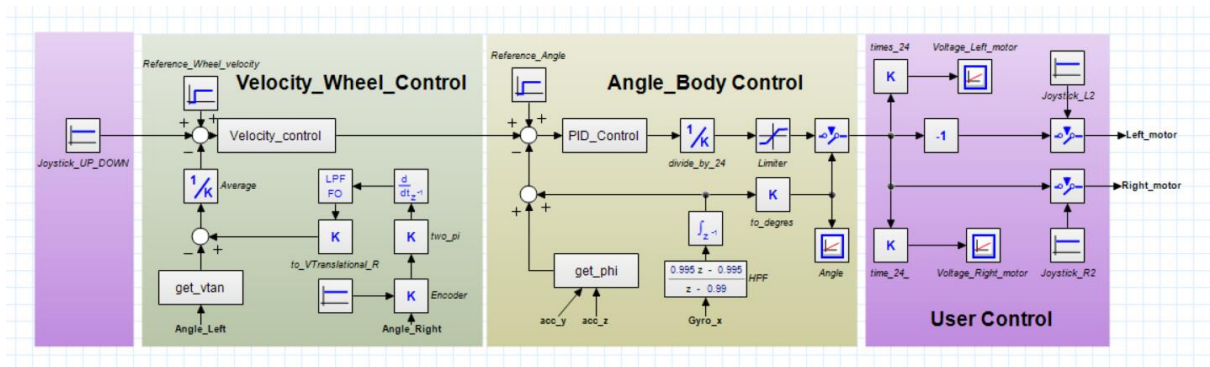 Joystick_UP_DOWN
Velocity_Wheel_Control
Reference_Wheel_velocity
+
+
−
Velocity_control
1/K
Average
LPF
FO
d
dt z⁻¹
+
−
+
K
to_VTranslational_R
K
two_pi
get_vtan
K
Encoder
Angle_Left
Angle_Right
Angle_Body Control
Reference_Angle
+
+
−
PID_Control
1/K
divide_by_24
Limiter
+
+
K
to_degres
∫ z⁻¹
get_phi
0.995 z - 0.995
z - 0.99
HPF
Angle
acc_y
acc_z
Gyro_x
times_24
K
Voltage_Left_motor
Joystick_L2
-1
Left_motor
Right_motor
K
time_24_
Voltage_Right_motor
Joystick_R2
User Control